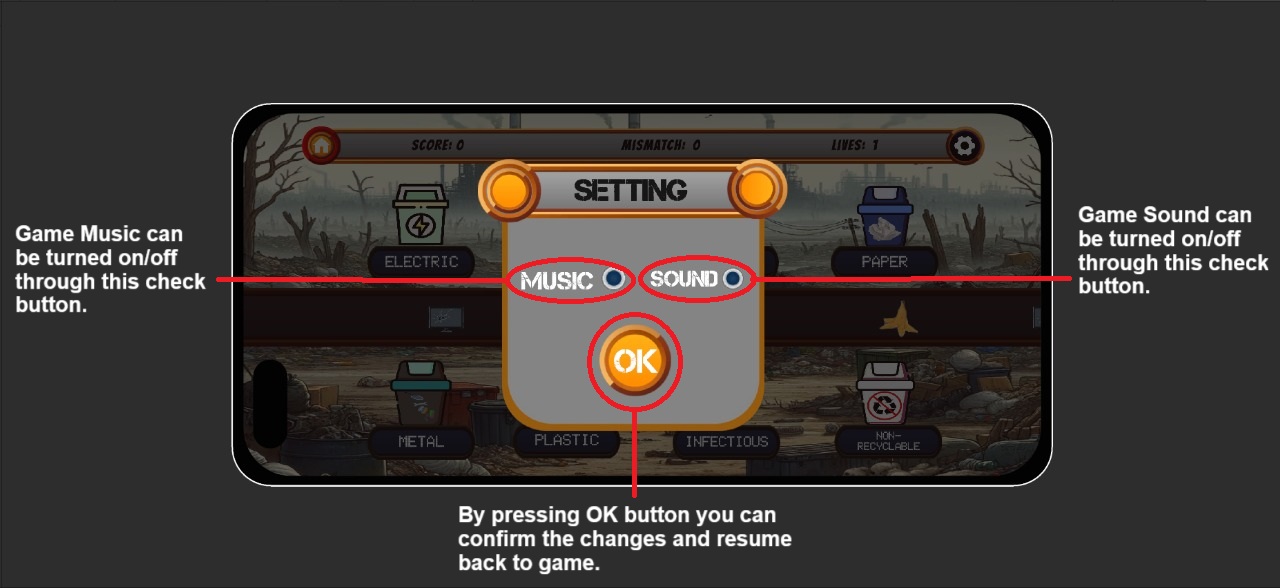 SCORE: 0
MISMATCH: 0
LIVES: 1
SETTING
ELECTRIC
PAPER
Game Music can
be turned on/off
through this check
button.
MUSIC
SOUND
Game Sound can
be turned on/off
through this check
button.
OK
METAL
PLASTIC
INFECTIOUS
NON-
RECYCLABLE
By pressing OK button you can
confirm the changes and resume
back to game.